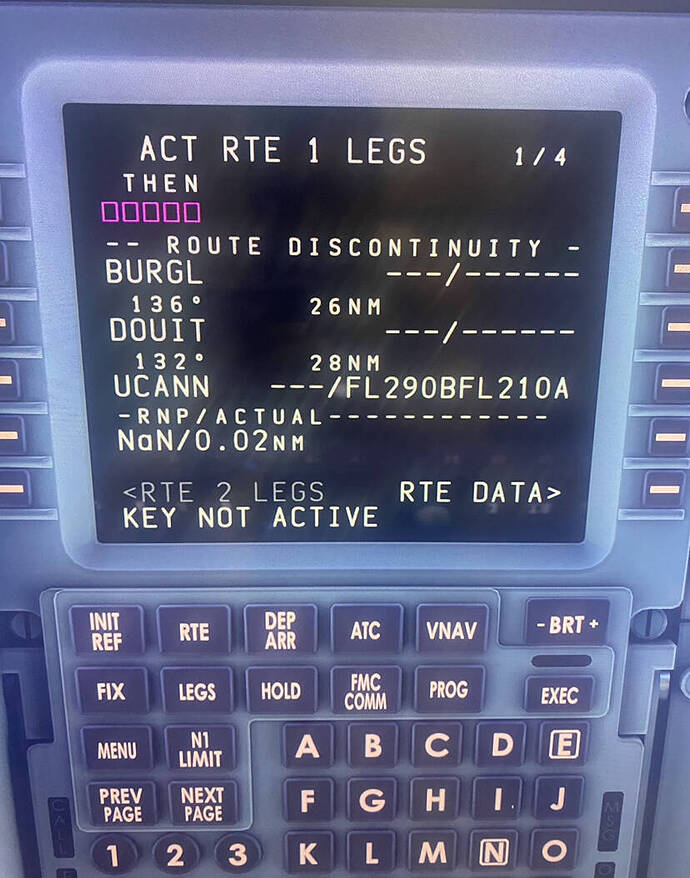 ACT RTE 1 LEGS 1/4
THEN
□□□□□
-- ROUTE DISCONTINUITY -
BURGL ---/------
136° 26NM
DOUIT ---/------
132° 28NM
UCANN ---/FL290BFL210A
-RNP/ACTUAL-------------
NaN/0.02NM
<RTE 2 LEGS RTE DATA>
KEY NOT ACTIVE
INIT REF RTE DEP ARR ATC VNAV - BRT +
FIX LEGS HOLD FMC COMM PROG EXEC
MENU N1 LIMIT A B C D E
PREV PAGE NEXT PAGE F G H I J
1 2 3 K L M N O
CALL
MSG